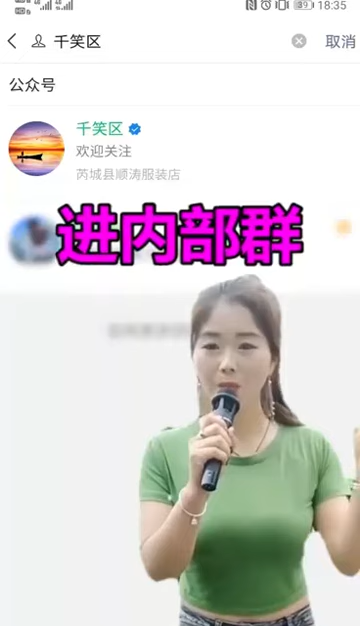 18:35
千笑区
取消
公众号
千笑区
欢迎关注
芮城县顺涛服装店
进内部群